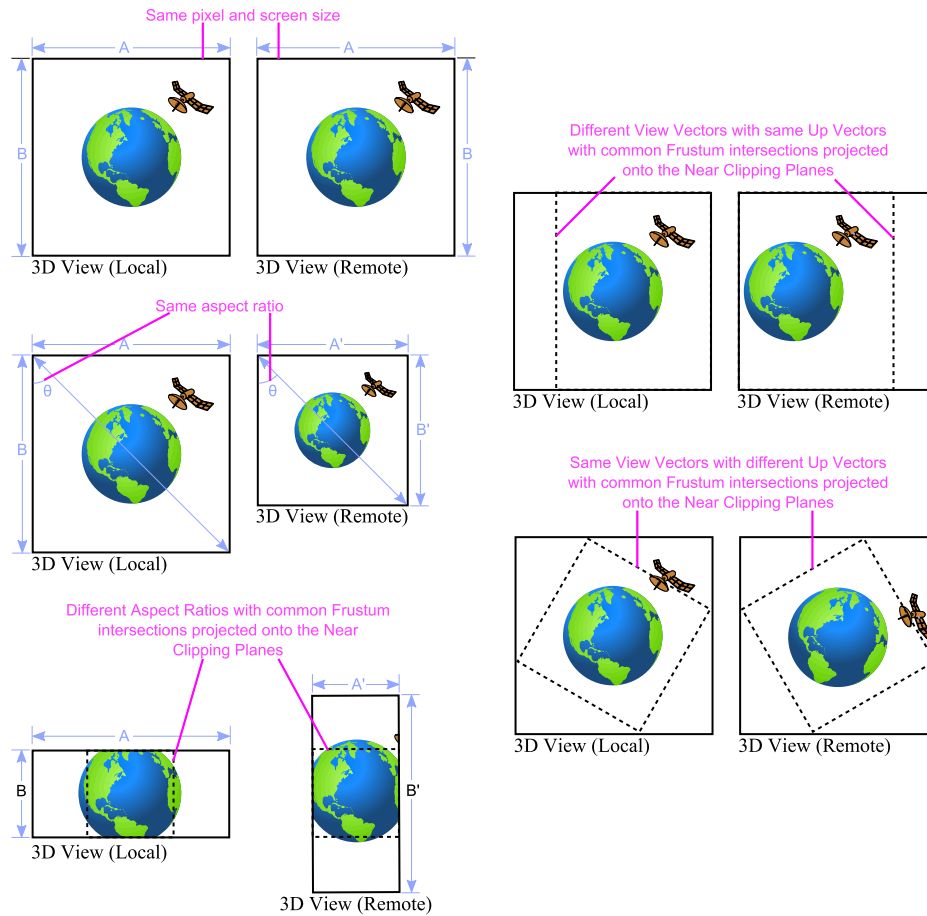 Same pixel and screen size
A
A
B
B
3D View (Local)
3D View (Remote)
Same aspect ratio
A
A'
θ
θ
B
B'
3D View (Remote)
3D View (Local)
Different Aspect Ratios with common Frustum
intersections projected onto the Near
Clipping Planes
A'
A
B
B'
3D View (Local)
3D View (Remote)
Different View Vectors with same Up Vectors
with common Frustum intersections projected
onto the Near Clipping Planes
3D View (Local)
3D View (Remote)
Same View Vectors with different Up Vectors
with common Frustum intersections projected
onto the Near Clipping Planes
3D View (Local)
3D View (Remote)